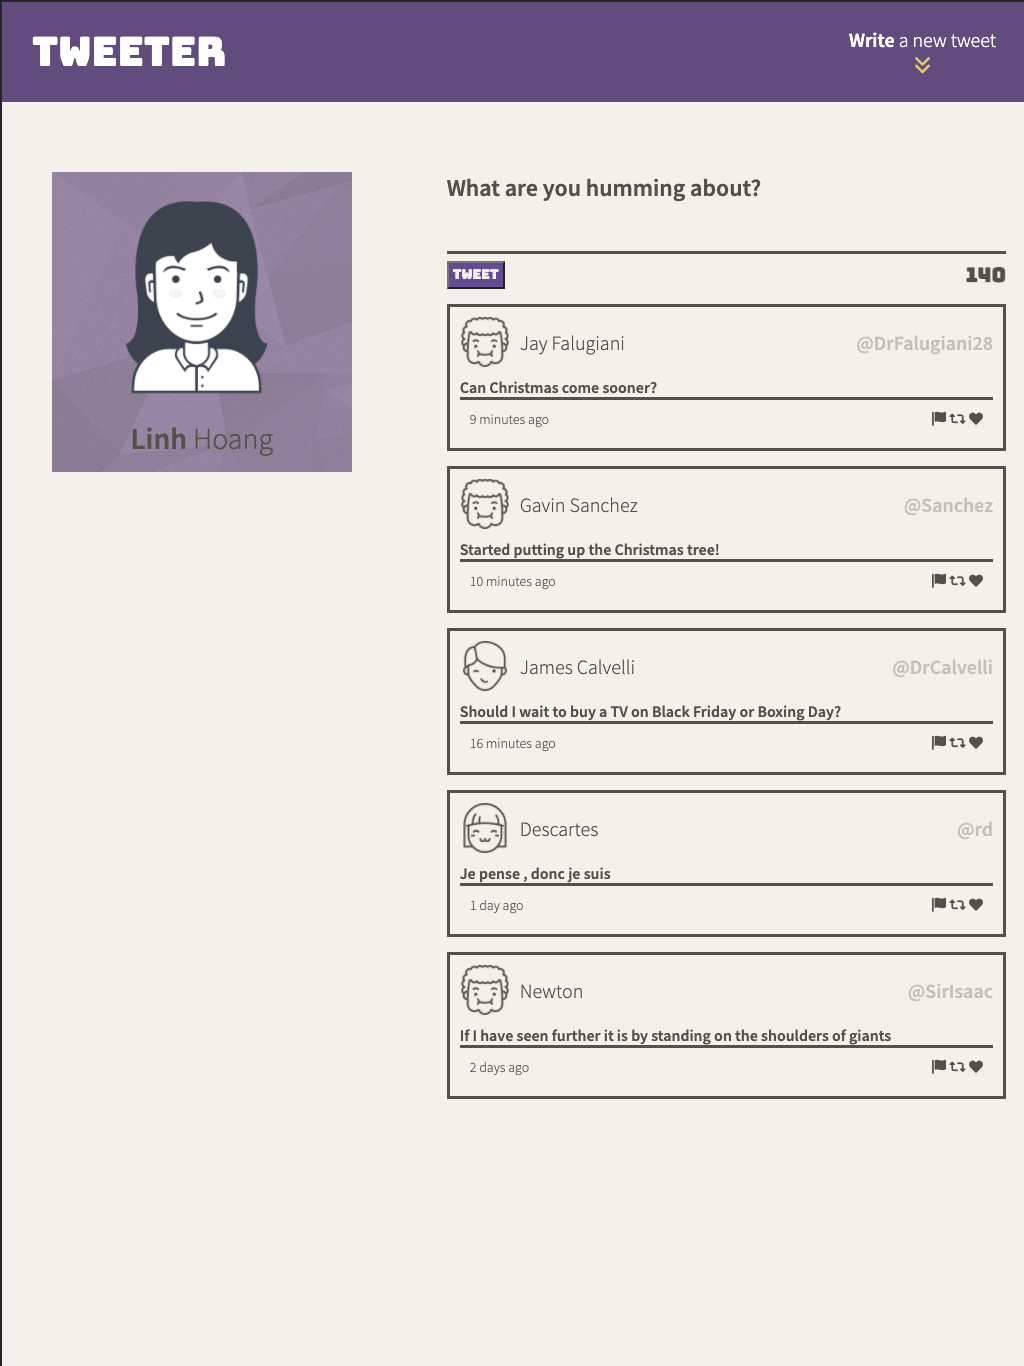 TWEETER
Write a new tweet
Linh Hoang
What are you humming about?
TWEET
140
Jay Falugiani
@DrFalugiani28
Can Christmas come sooner?
9 minutes ago
Gavin Sanchez
@Sanchez
Started putting up the Christmas tree!
10 minutes ago
James Calvelli
@DrCalvelli
Should I wait to buy a TV on Black Friday or Boxing Day?
16 minutes ago
Descartes
@rd
Je pense , donc je suis
1 day ago
Newton
@SirIsaac
If I have seen further it is by standing on the shoulders of giants
2 days ago